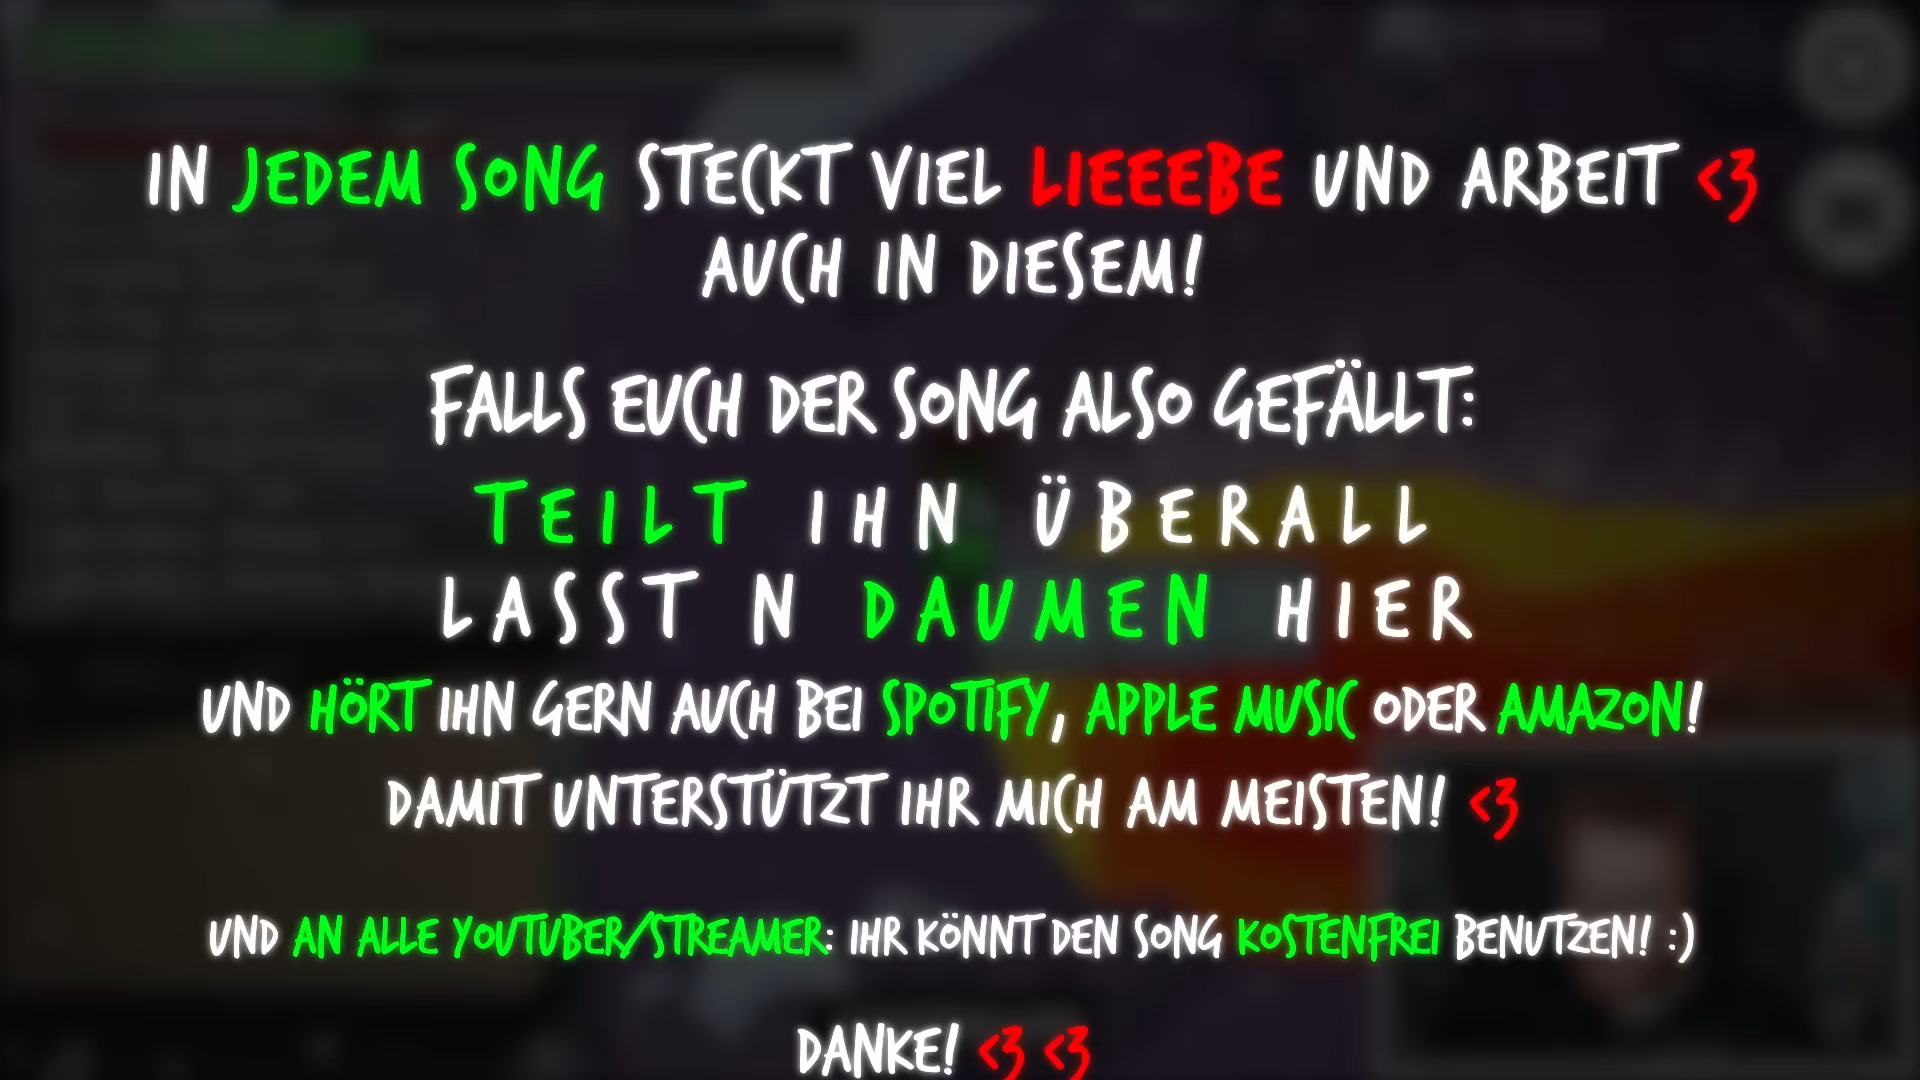 IN JEDEM SONG STECKT VIEL LIEEEBE UND ARBEIT <3
AUCH IN DIESEM!
FALLS EUCH DER SONG ALSO GEFÄLLT:
TEILT IHN ÜBERALL
LASST N DAUMEN HIER
UND HÖRT IHN GERN AUCH BEI SPOTIFY, APPLE MUSIC ODER AMAZON!
DAMIT UNTERSTÜTZT IHR MICH AM MEISTEN! <3
UND AN ALLE YOUTUBER/STREAMER: IHR KÖNNT DEN SONG KOSTENFREI BENUTZEN! :)
DANKE! <3 <3